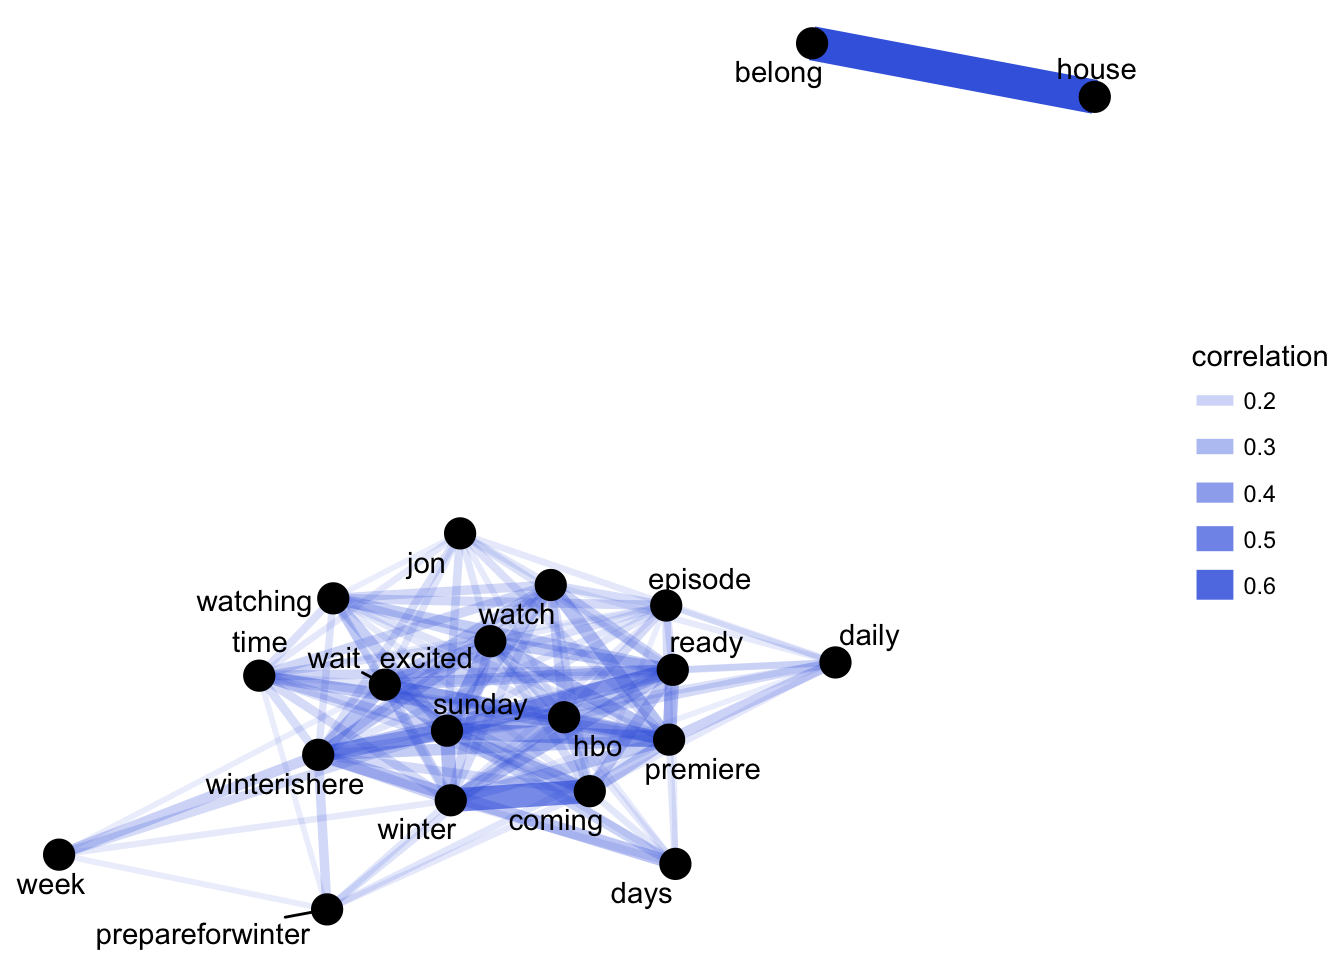 belong
house
correlation
0.2
0.3
0.4
0.5
0.6
jon
episode
watching
watch
time
ready
daily
wait
excited
sunday
hbo
premiere
winterishere
winter
coming
week
days
prepareforwinter